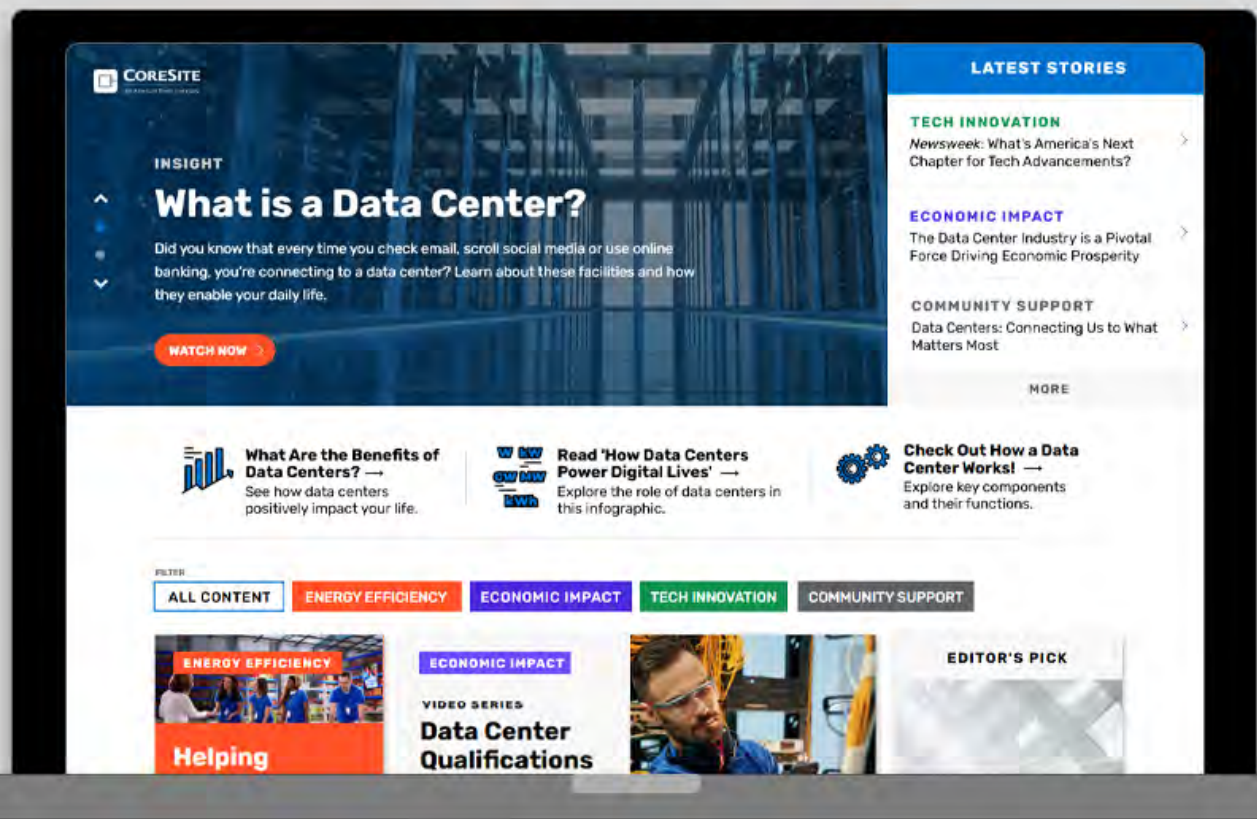 CORESITE
INSIGHT
What is a Data Center?
Did you know that every time you check email, scroll social media or use online
banking, you're connecting to a data center? Learn about these facilities and how
they enable your daily life.
WATCH NOW
LATEST STORIES
TECH INNOVATION
Newsweek: What's America's Next
Chapter for Tech Advancements?
ECONOMIC IMPACT
The Data Center Industry is a Pivotal
Force Driving Economic Prosperity
COMMUNITY SUPPORT
Data Centers: Connecting Us to What
Matters Most
MORE
What Are the Benefits of
Data Centers? →
See how data centers
positively impact your life.
W kW
GW MW
kWh
Read 'How Data Centers
Power Digital Lives' →
Explore the role of data centers in
this infographic.
Check Out How a Data
Center Works! →
Explore key components
and their functions.
FILTER
ALL CONTENT
ENERGY EFFICIENCY
ECONOMIC IMPACT
TECH INNOVATION
COMMUNITY SUPPORT
ENERGY EFFICIENCY
Helping
ECONOMIC IMPACT
VIDEO SERIES
Data Center
Qualifications
EDITOR'S PICK